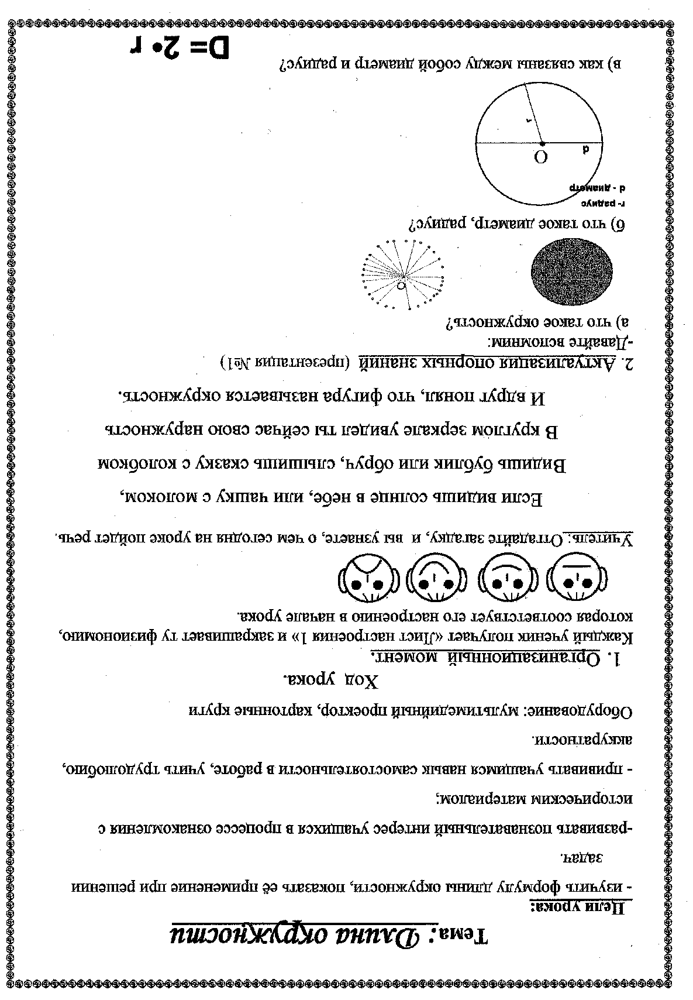 Тема: Длина окружности
Цели урока:
- изучить формулу длины окружности, показать её применение при решении
задач.
-развивать познавательный интерес учащихся в процессе ознакомления с
историческим материалом;
- прививать учащимся навык самостоятельности в работе, учить трудолюбию,
аккуратности.
Оборудование: мультимедийный проектор, картонные круги
Ход урока.
1. Организационный момент.
Каждый ученик получает «Лист настроения 1» и закрашивает ту физиономию,
которая соответствует его настроению в начале урока.
Учитель: Отгадайте загадку, и вы узнаете, о чем сегодня на уроке пойдет речь.
Если видишь солнце в небе, или чашку с молоком,
Видишь бублик или обруч, слышишь сказку с колобком
В круглом зеркале увидел ты сейчас свою наружность
И вдруг понял, что фигура называется окружность.
2. Актуализация опорных знаний (презентация №1)
-Давайте вспомним:
а) что такое окружность?
О
б) что такое диаметр, радиус?
r- радиус
d - диаметр
О
d
r
в) как связаны между собой диаметр и радиус?
D= 2• r